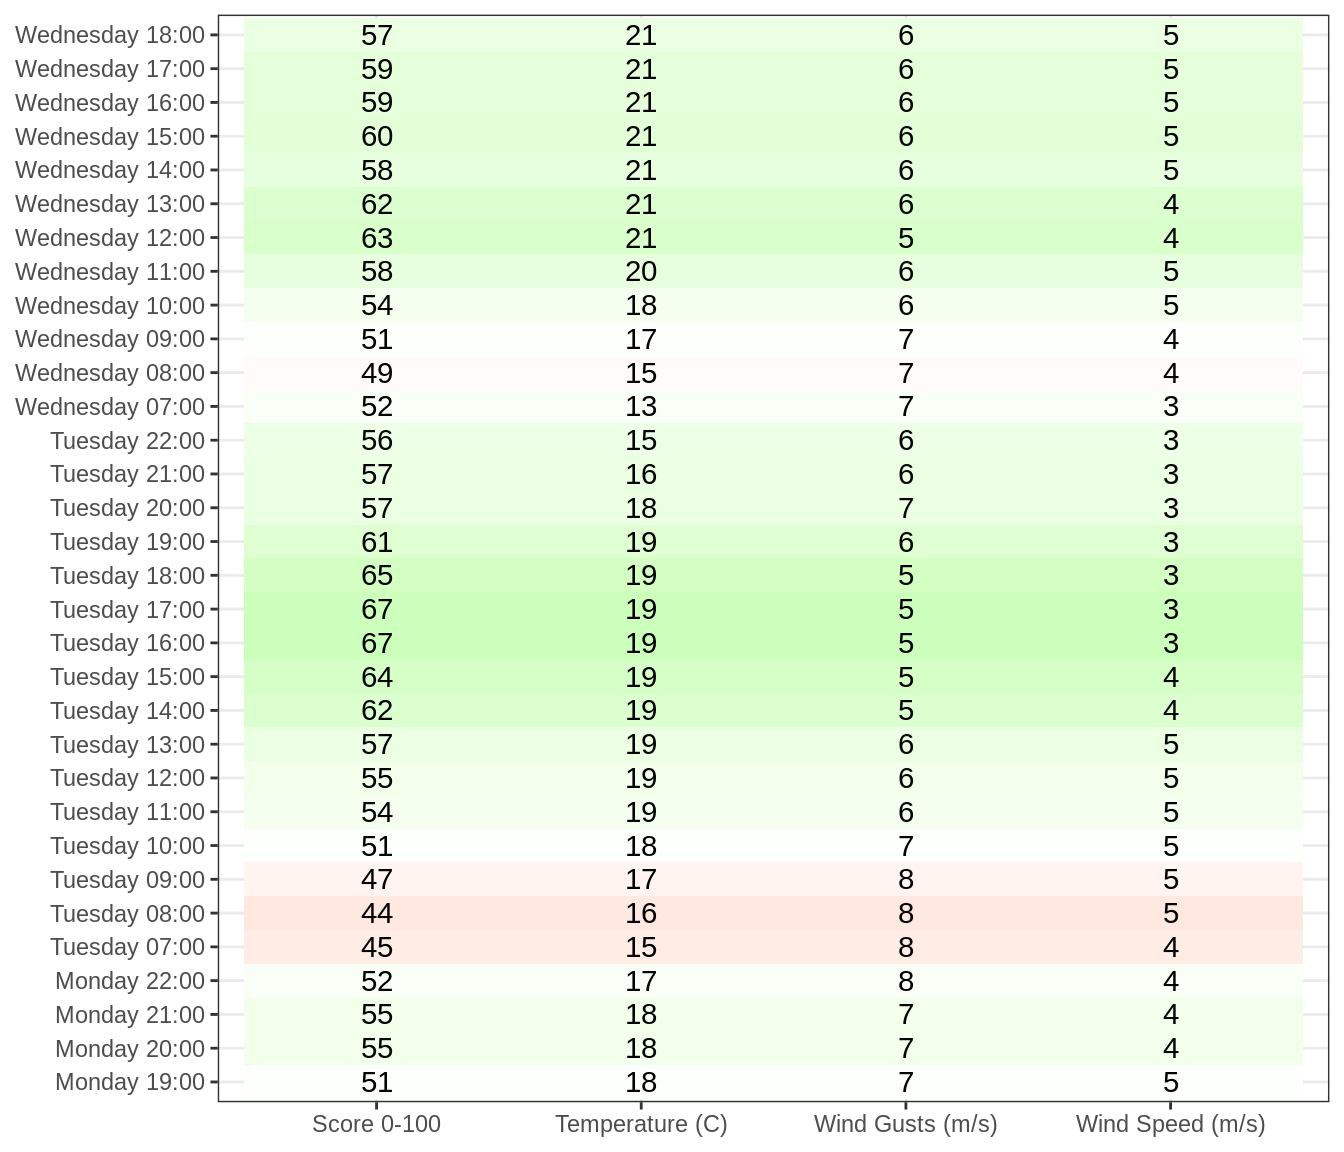 Wednesday 18:00 57 21 6 5
Wednesday 17:00 59 21 6 5
Wednesday 16:00 59 21 6 5
Wednesday 15:00 60 21 6 5
Wednesday 14:00 58 21 6 5
Wednesday 13:00 62 21 6 4
Wednesday 12:00 63 21 5 4
Wednesday 11:00 58 20 6 5
Wednesday 10:00 54 18 6 5
Wednesday 09:00 51 17 7 4
Wednesday 08:00 49 15 7 4
Wednesday 07:00 52 13 7 3
Tuesday 22:00 56 15 6 3
Tuesday 21:00 57 16 6 3
Tuesday 20:00 57 18 7 3
Tuesday 19:00 61 19 6 3
Tuesday 18:00 65 19 5 3
Tuesday 17:00 67 19 5 3
Tuesday 16:00 67 19 5 3
Tuesday 15:00 64 19 5 4
Tuesday 14:00 62 19 5 4
Tuesday 13:00 57 19 6 5
Tuesday 12:00 55 19 6 5
Tuesday 11:00 54 19 6 5
Tuesday 10:00 51 18 7 5
Tuesday 09:00 47 17 8 5
Tuesday 08:00 44 16 8 5
Tuesday 07:00 45 15 8 4
Monday 22:00 52 17 8 4
Monday 21:00 55 18 7 4
Monday 20:00 55 18 7 4
Monday 19:00 51 18 7 5
Score 0-100 Temperature (C) Wind Gusts (m/s) Wind Speed (m/s)